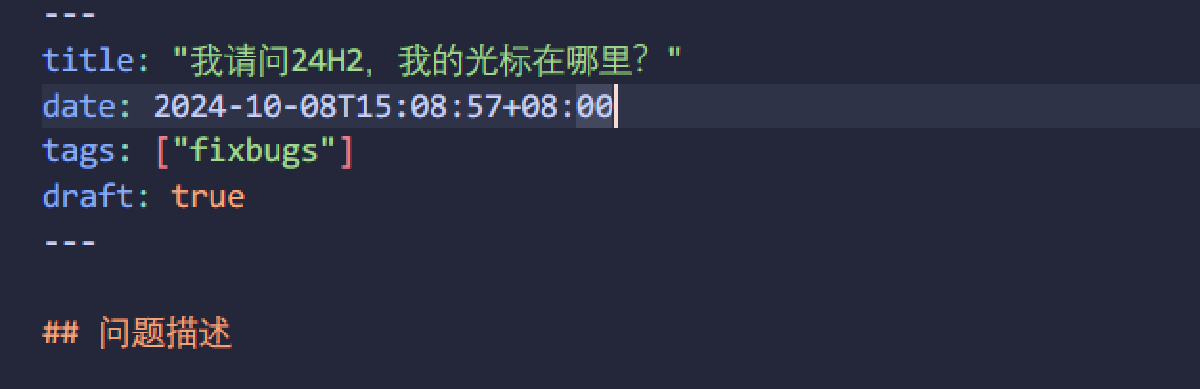 ---
title: "我请问24H2，我的光标在哪里？"
date: 2024-10-08T15:08:57+08:00
tags: ["fixbugs"]
draft: true
---
## 问题描述